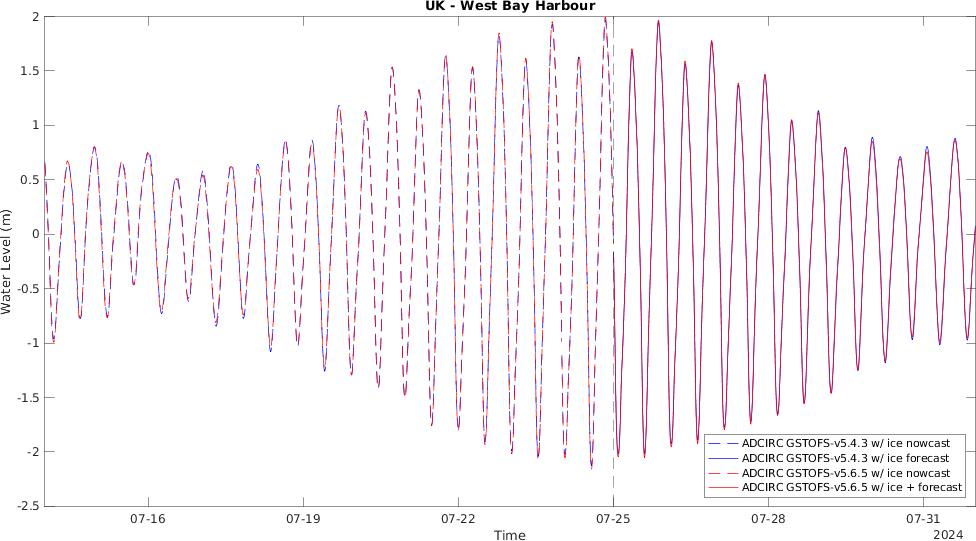 UK - West Bay Harbour
2
1.5
1
0.5
0
-0.5
-1
-1.5
-2
-2.5
Water Level (m)
ADCIRC GSTOFS-v5.4.3 w/ ice nowcast
ADCIRC GSTOFS-v5.4.3 w/ ice forecast
ADCIRC GSTOFS-v5.6.5 w/ ice nowcast
ADCIRC GSTOFS-v5.6.5 w/ ice + forecast
07-16 07-19 07-22 07-25 07-28 07-31
Time
2024